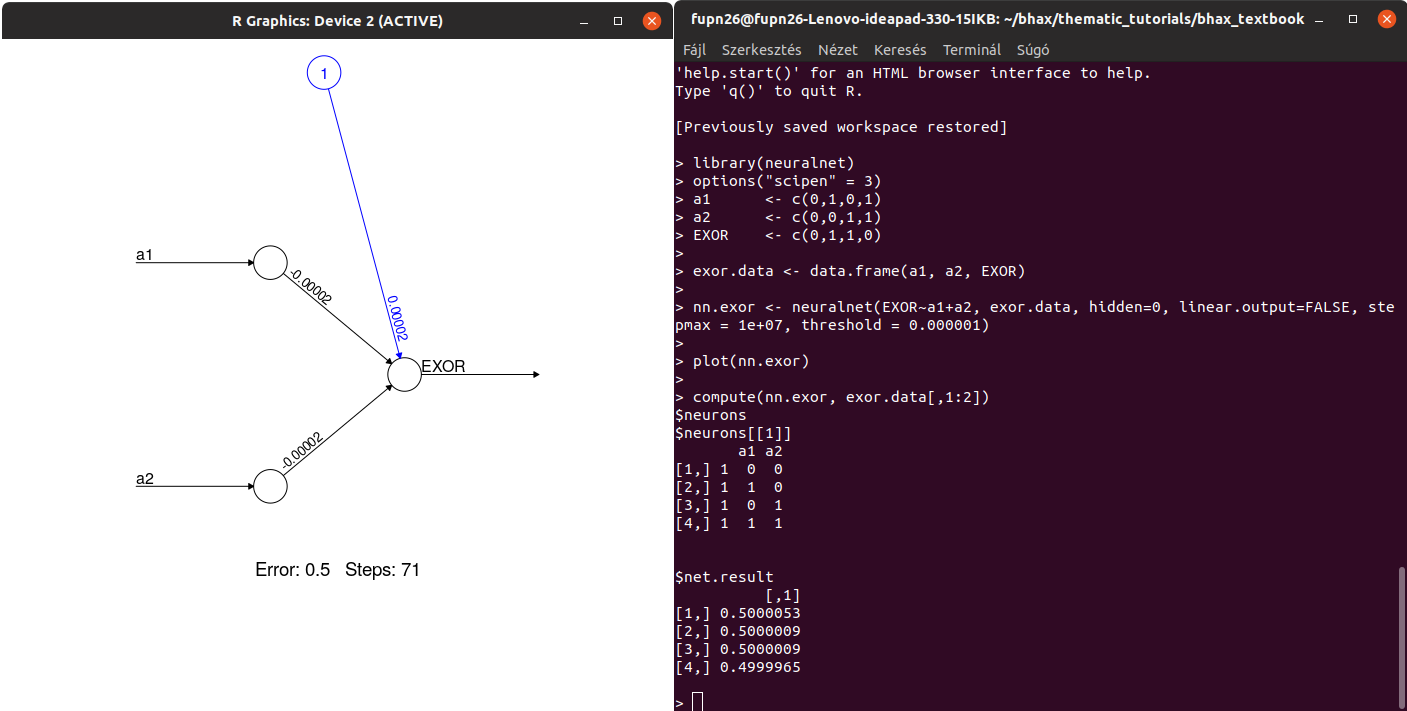 R Graphics: Device 2 (ACTIVE)
1
a1
-0.00002
0.00002
EXOR
-0.00002
a2
Error: 0.5 Steps: 71
fupn26@fupn26-Lenovo-ideapad-330-15IKB: ~/bhax/thematic_tutorials/bhax_textbook
Fájl Szerkesztés Nézet Keresés Terminál Súgó
'help.start()' for an HTML browser interface to help.
Type 'q()' to quit R.
[Previously saved workspace restored]
> library(neuralnet)
> options("scipen" = 3)
> a1      <- c(0,1,0,1)
> a2      <- c(0,0,1,1)
> EXOR    <- c(0,1,1,0)
>
> exor.data <- data.frame(a1, a2, EXOR)
>
> nn.exor <- neuralnet(EXOR~a1+a2, exor.data, hidden=0, linear.output=FALSE, ste
pmax = 1e+07, threshold = 0.000001)
>
> plot(nn.exor)
>
> compute(nn.exor, exor.data[,1:2])
$neurons
$neurons[[1]]
       a1 a2
[1,] 1  0  0
[2,] 1  1  0
[3,] 1  0  1
[4,] 1  1  1
$net.result
          [,1]
[1,] 0.5000053
[2,] 0.5000009
[3,] 0.5000009
[4,] 0.4999965
>